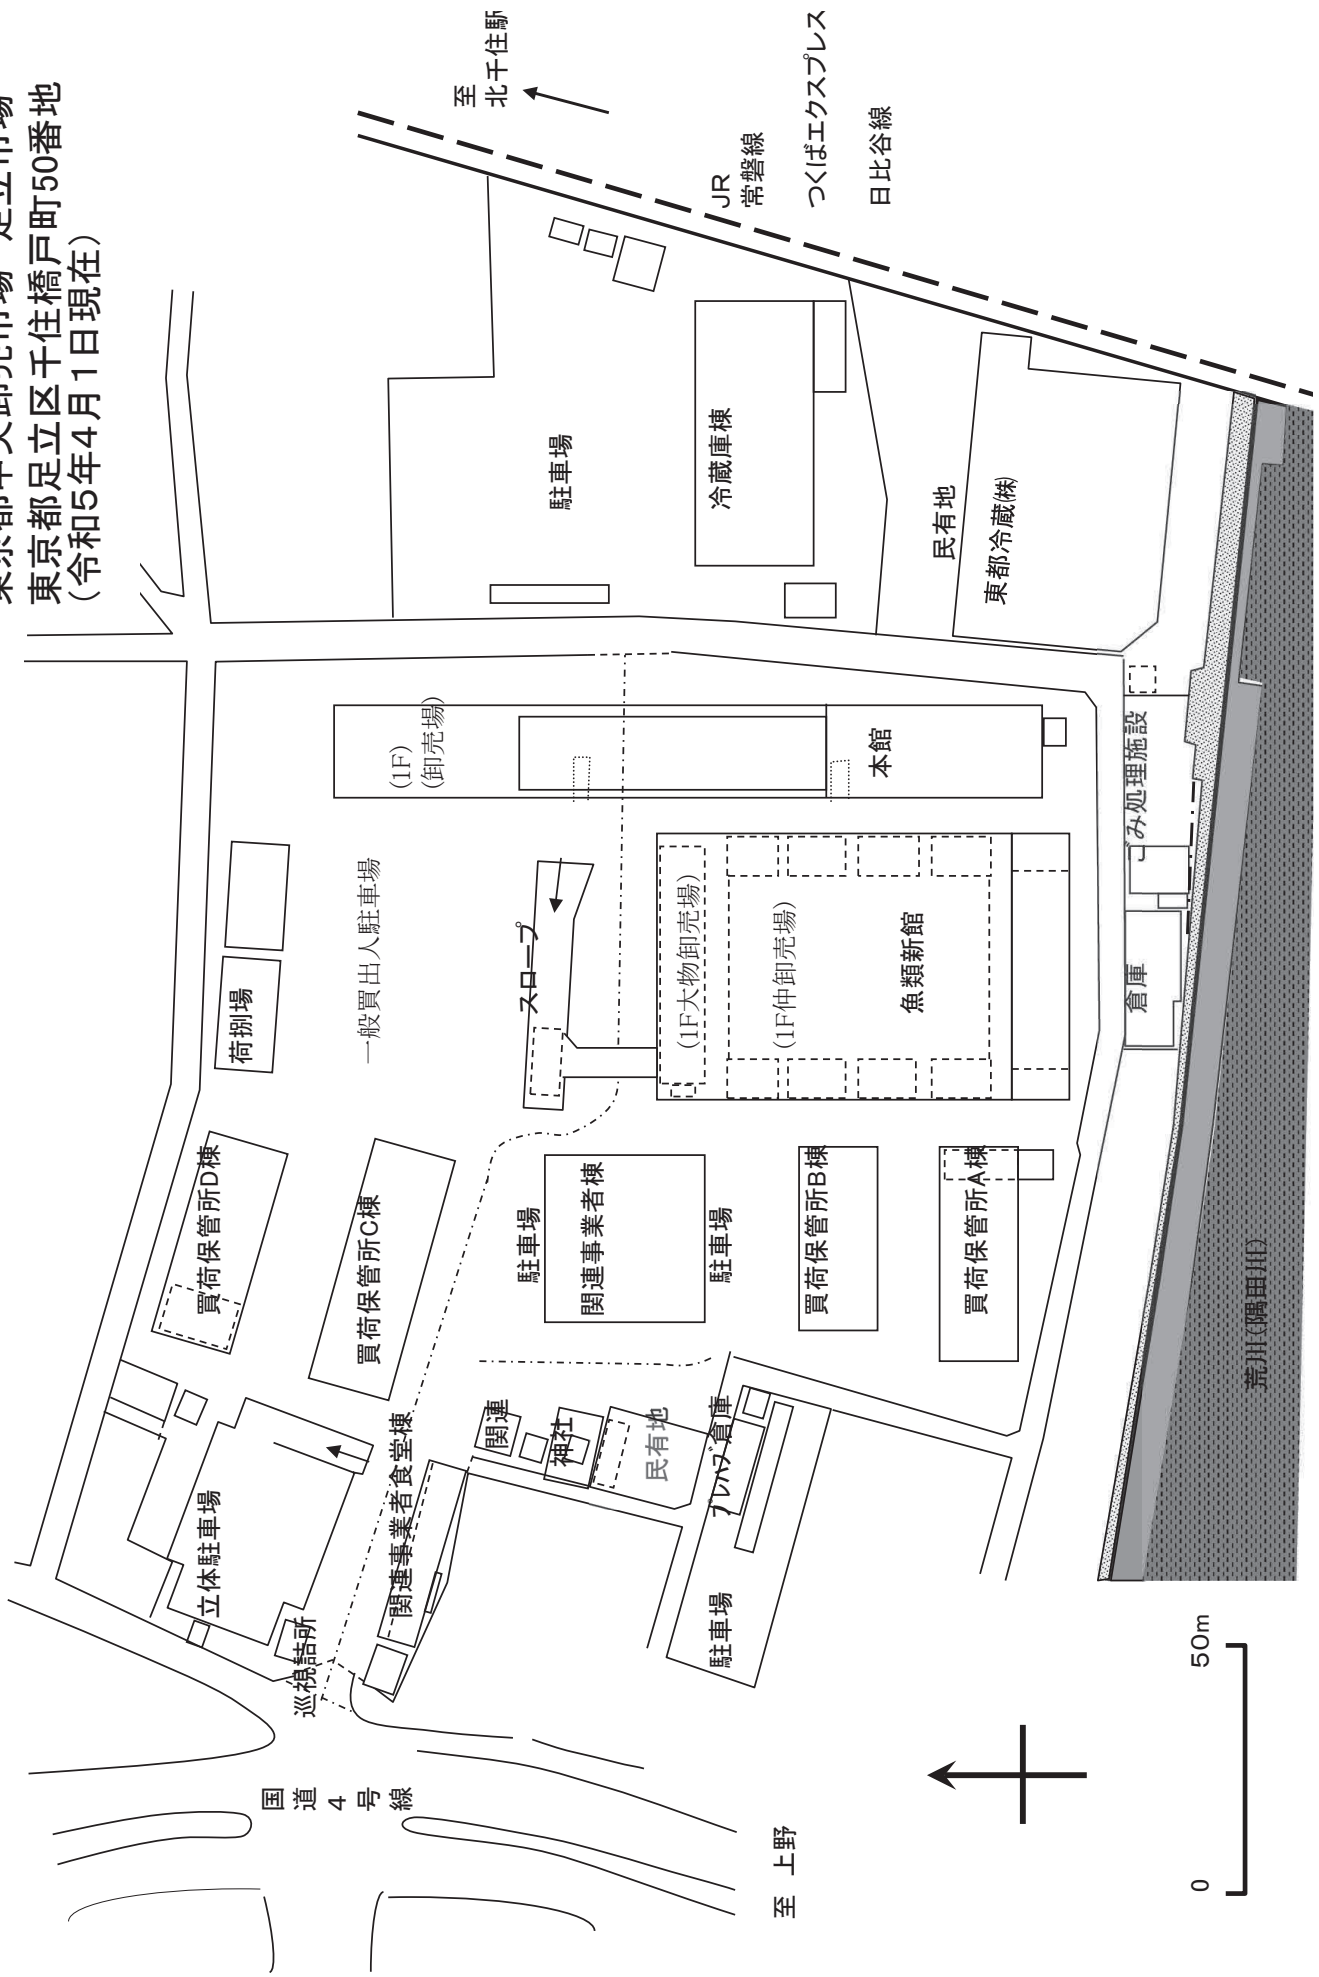 東京都中央卸売市場 足立市場
東京都足立区千住橋戸町50番地
（令和5年4月1日現在）
至
北千住駅
JR
常磐線
つくばエクスプレス
日比谷線
駐車場
冷蔵庫棟
民有地
東都冷蔵㈱
(1F)
(卸売場)
本館
ごみ処理施設
荷捌場
一般買出人駐車場
スロープ
(1F大物卸売場)
(1F仲卸売場)
魚類新館
倉庫
買荷保管所D棟
買荷保管所C棟
駐車場
関連事業者棟
駐車場
買荷保管所B棟
買荷保管所A棟
荒川（隅田川）
立体駐車場
関連事業者食堂棟
関連
神社
民有地
プレハブ倉庫
巡視詰所
駐車場
国
道
4
号
線
至 上野
0
50m